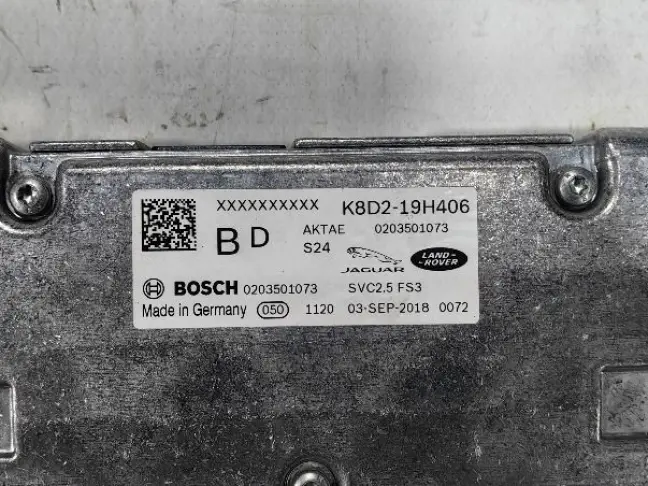 XXXXXXXXXX K8D2-19H406
B D AKTAE 0203501073
S24 JAGUAR LAND-ROVER
BOSCH 0203501073 SVC2.5 FS3
Made in Germany 050 1120 03-SEP-2018 0072